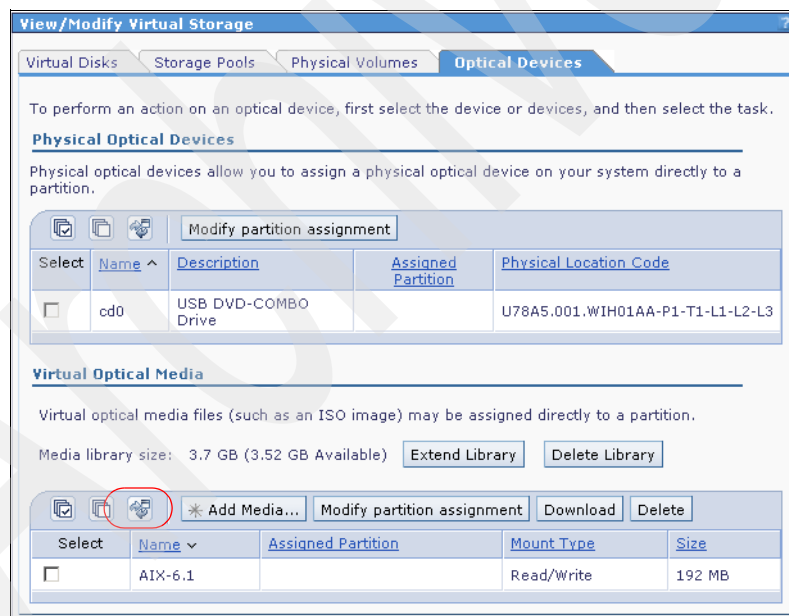 View/Modify Virtual Storage ?
Virtual Disks Storage Pools Physical Volumes Optical Devices
To perform an action on an optical device, first select the device or devices, and then select the task.
Physical Optical Devices
Physical optical devices allow you to assign a physical optical device on your system directly to a
partition.
Modify partition assignment
Select Name ^ Description Assigned Partition Physical Location Code
cd0 USB DVD-COMBO Drive U78A5.001.WIH01AA-P1-T1-L1-L2-L3
Virtual Optical Media
Virtual optical media files (such as an ISO image) may be assigned directly to a partition.
Media library size: 3.7 GB (3.52 GB Available) Extend Library Delete Library
Add Media... Modify partition assignment Download Delete
Select Name Assigned Partition Mount Type Size
AIX-6.1 Read/Write 192 MB